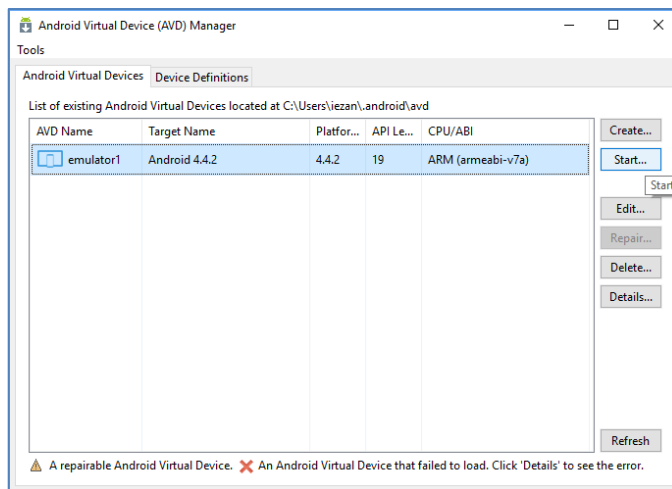 Android Virtual Device (AVD) Manager
Tools
Android Virtual Devices Device Definitions
List of existing Android Virtual Devices located at C:\Users\iezan\.android\avd
AVD Name Target Name Platfor... API Le... CPU/ABI
emulator1 Android 4.4.2 4.4.2 19 ARM (armeabi-v7a)
Create...
Start...
Start
Edit...
Repair...
Delete...
Details...
Refresh
A repairable Android Virtual Device. An Android Virtual Device that failed to load. Click 'Details' to see the error.